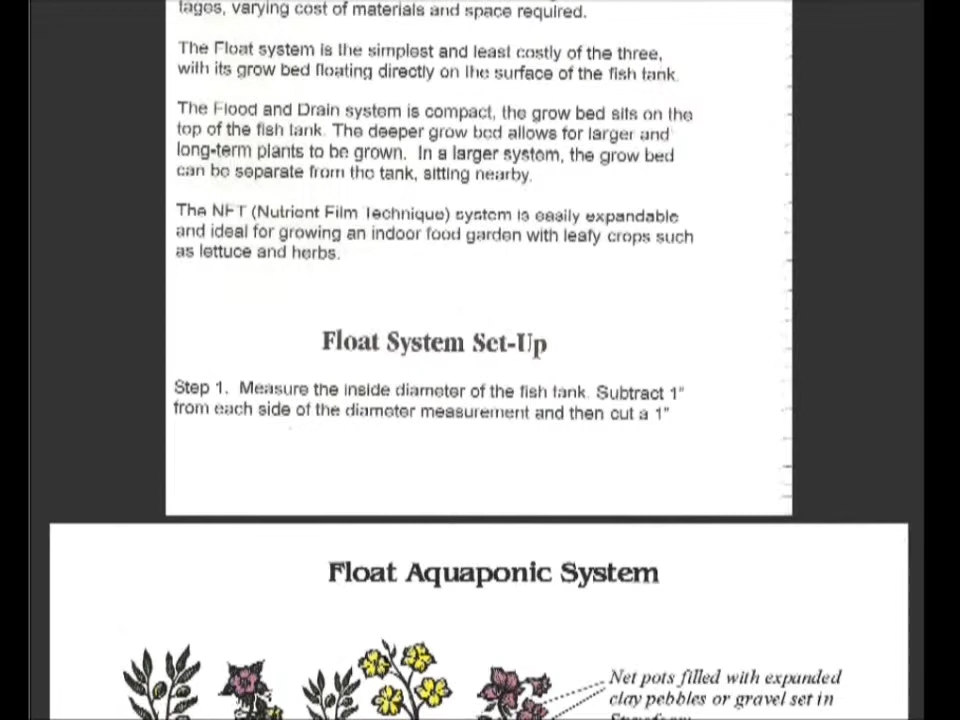 tages, varying cost of materials and space required.
The Float system is the simplest and least costly of the three,
with its grow bed floating directly on the surface of the fish tank.
The Flood and Drain system is compact, the grow bed sits on the
top of the fish tank. The deeper grow bed allows for larger and
long-term plants to be grown. In a larger system, the grow bed
can be separate from the tank, sitting nearby.
The NFT (Nutrient Film Technique) system is easily expandable
and ideal for growing an indoor food garden with leafy crops such
as lettuce and herbs.
Float System Set-Up
Step 1. Measure the inside diameter of the fish tank. Subtract 1"
from each side of the diameter measurement and then cut a 1"
Float Aquaponic System
Net pots filled with expanded
clay pebbles or gravel set in